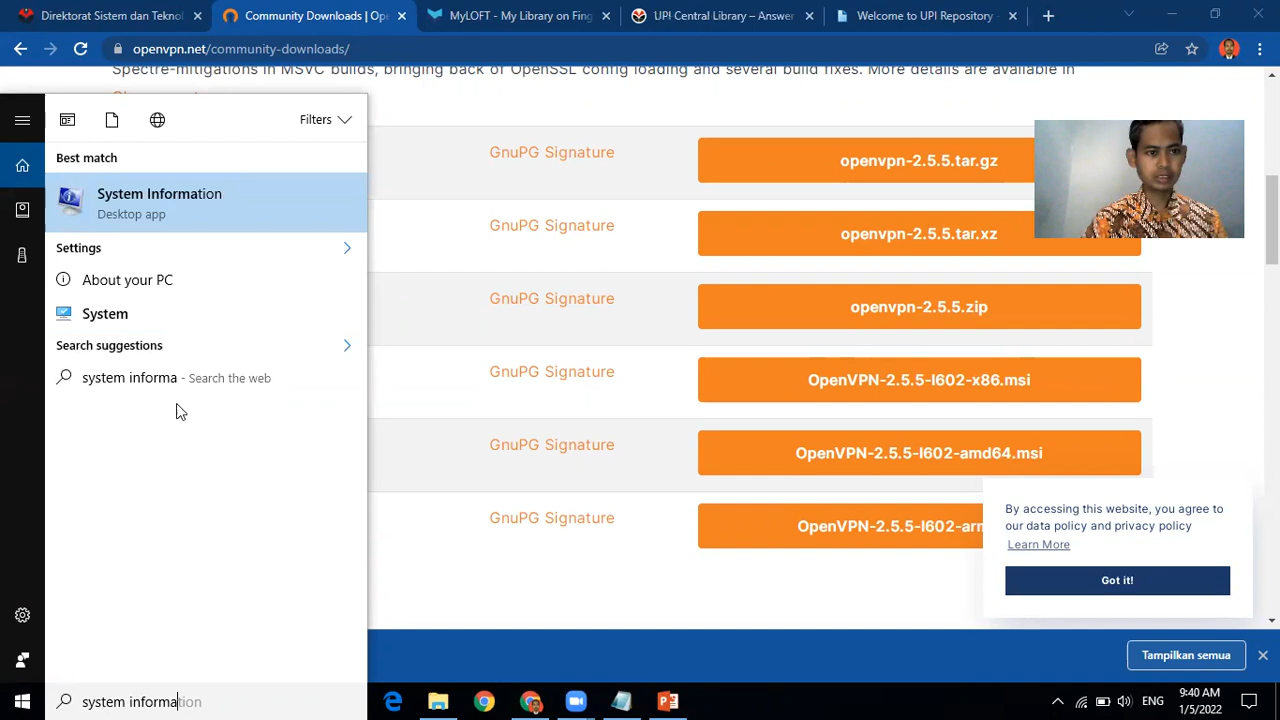 Direktorat Sistem dan Teknol
Community Downloads | Ope
MyLOFT - My Library on Fing
UPI Central Library – Answer
Welcome to UPI Repository -
openvpn.net/community-downloads/
Spectre-mitigations in MSVC builds, bringing back of OpenSSL config loading and several build fixes. More details are available in
Filters
Best match
System Information
Desktop app
Settings
About your PC
System
Search suggestions
system informa - Search the web
GnuPG Signature
openvpn-2.5.5.tar.gz
GnuPG Signature
openvpn-2.5.5.tar.xz
GnuPG Signature
openvpn-2.5.5.zip
GnuPG Signature
OpenVPN-2.5.5-I602-x86.msi
GnuPG Signature
OpenVPN-2.5.5-I602-amd64.msi
GnuPG Signature
OpenVPN-2.5.5-I602-arm
By accessing this website, you agree to
our data policy and privacy policy
Learn More
Got it!
Tampilkan semua
system information
ENG
9:40 AM
1/5/2022